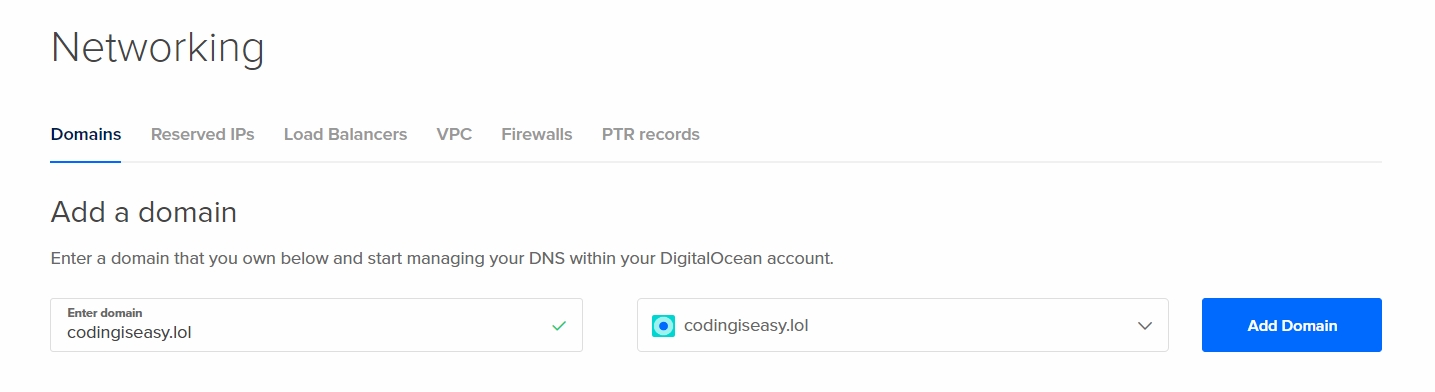 Networking
Domains Reserved IPs Load Balancers VPC Firewalls PTR records
Add a domain
Enter a domain that you own below and start managing your DNS within your DigitalOcean account.
Enter domain
codingiseasy.lol
codingiseasy.lol
Add Domain